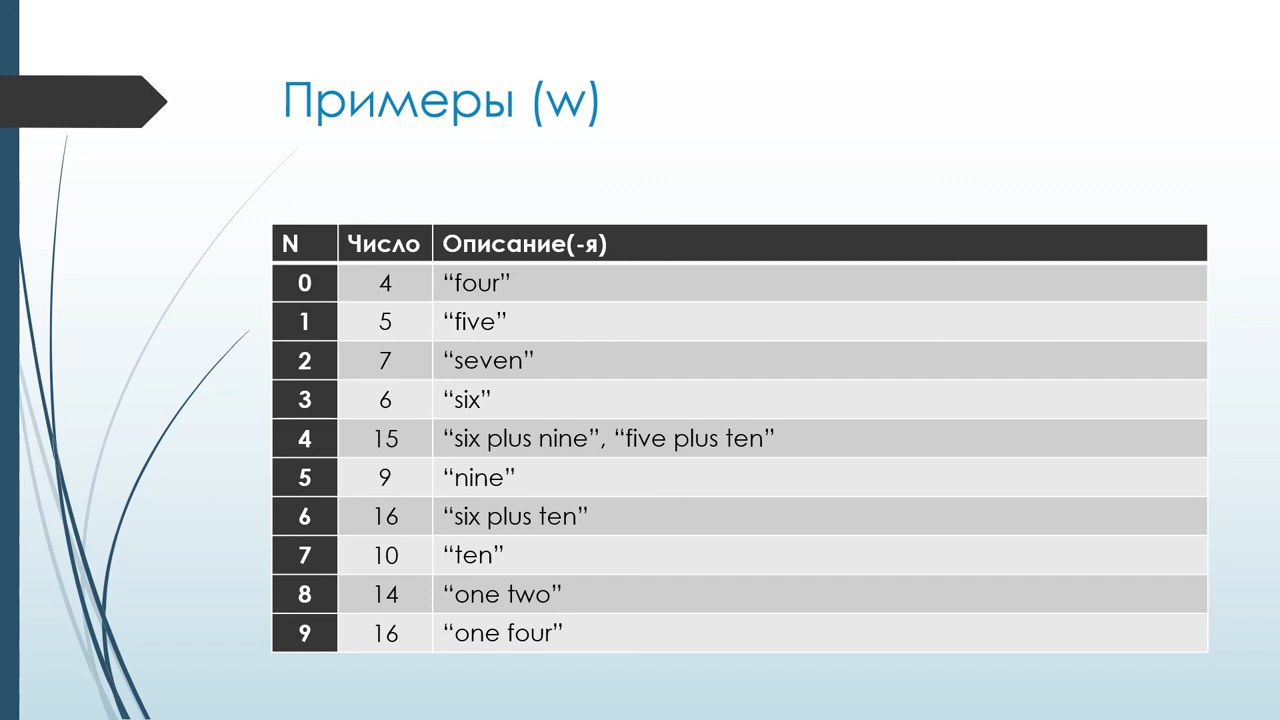 Примеры (w)
N Число Описание(-я)
0 4 “four”
1 5 “five”
2 7 “seven”
3 6 “six”
4 15 “six plus nine”, “five plus ten”
5 9 “nine”
6 16 “six plus ten”
7 10 “ten”
8 14 “one two”
9 16 “one four”